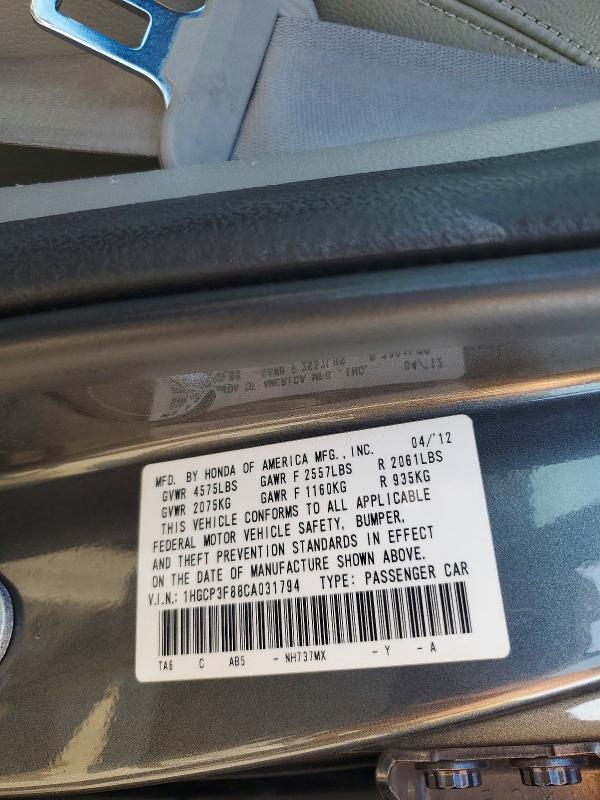 MFD. BY HONDA OF AMERICA MFG., INC. 04/'12
GVWR 4575LBS GAWR F 2557LBS R 2061LBS
GVWR 2075KG GAWR F 1160KG R 935KG
THIS VEHICLE CONFORMS TO ALL APPLICABLE
FEDERAL MOTOR VEHICLE SAFETY, BUMPER,
AND THEFT PREVENTION STANDARDS IN EFFECT
ON THE DATE OF MANUFACTURE SHOWN ABOVE.
V.I.N.: 1HGCP3F88CA031794 TYPE: PASSENGER CAR
TA6 C AB5 - NH737MX - Y - A